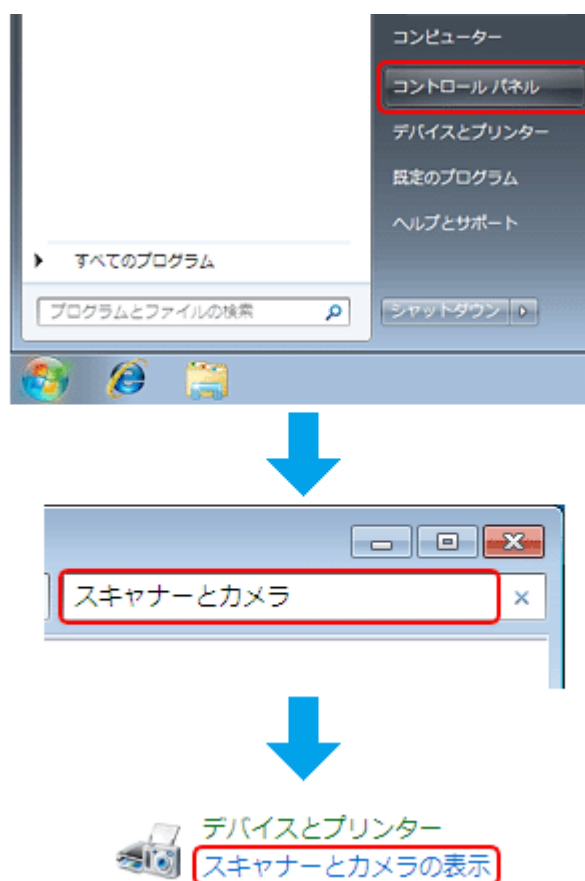 コンピューター
コントロール パネル
デバイスとプリンター
既定のプログラム
ヘルプとサポート
すべてのプログラム
プログラムとファイルの検索
シャットダウン
スキャナーとカメラ
デバイスとプリンター
スキャナーとカメラの表示